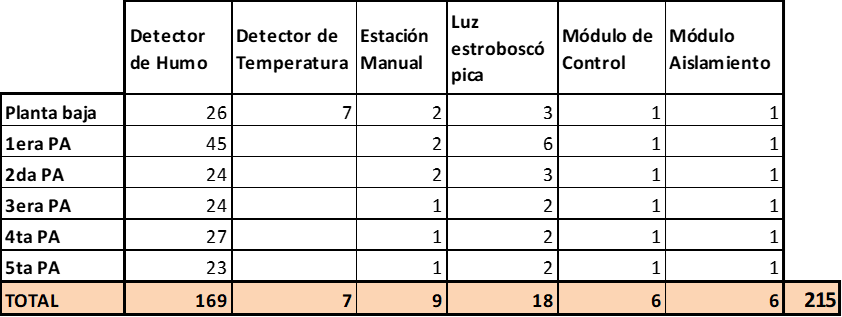 Detector de Humo Detector de Temperatura Estación Manual Luz estroboscó pica Módulo de Control Módulo Aislamiento
Planta baja 26 7 2 3 1 1
1era PA 45 2 6 1 1
2da PA 24 2 3 1 1
3era PA 24 1 2 1 1
4ta PA 27 1 2 1 1
5ta PA 23 1 2 1 1
TOTAL 169 7 9 18 6 6 215